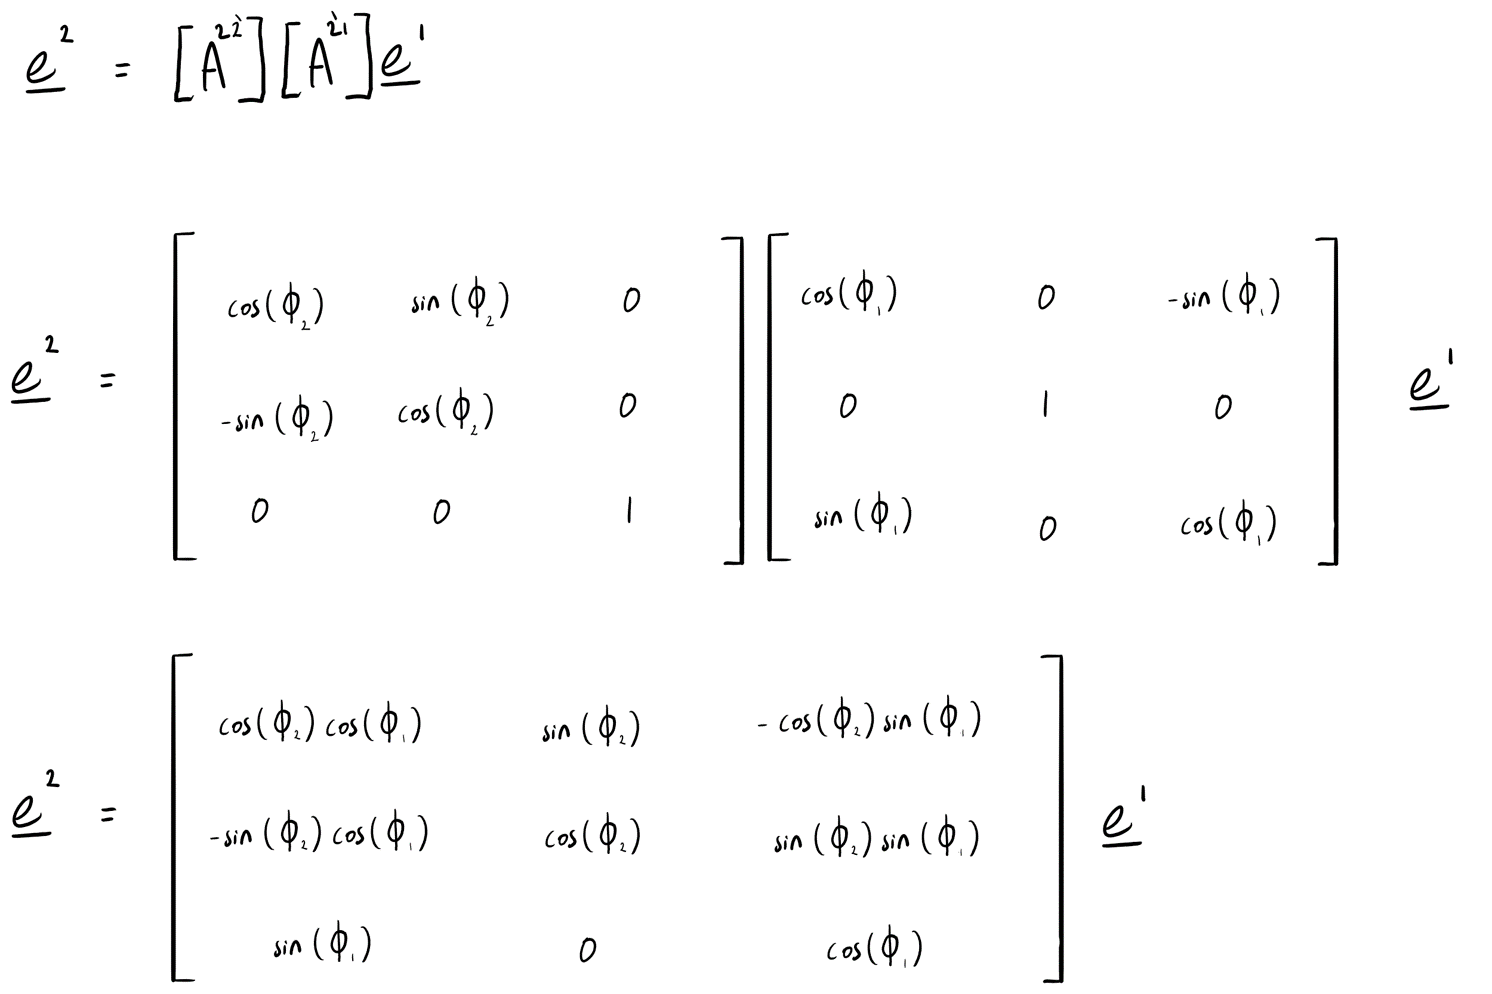 e² = [A²²̀][A²̀¹]e¹
cos(ϕ₂) sin(ϕ₂) 0 cos(ϕ₁) 0 -sin(ϕ₁)
e² = -sin(ϕ₂) cos(ϕ₂) 0 0 1 0 e¹
0 0 1 sin(ϕ₁) 0 cos(ϕ₁)
cos(ϕ₂)cos(ϕ₁) sin(ϕ₂) -cos(ϕ₂)sin(ϕ₁)
e² = -sin(ϕ₂)cos(ϕ₁) cos(ϕ₂) sin(ϕ₂)sin(ϕ₁) e¹
sin(ϕ₁) 0 cos(ϕ₁)